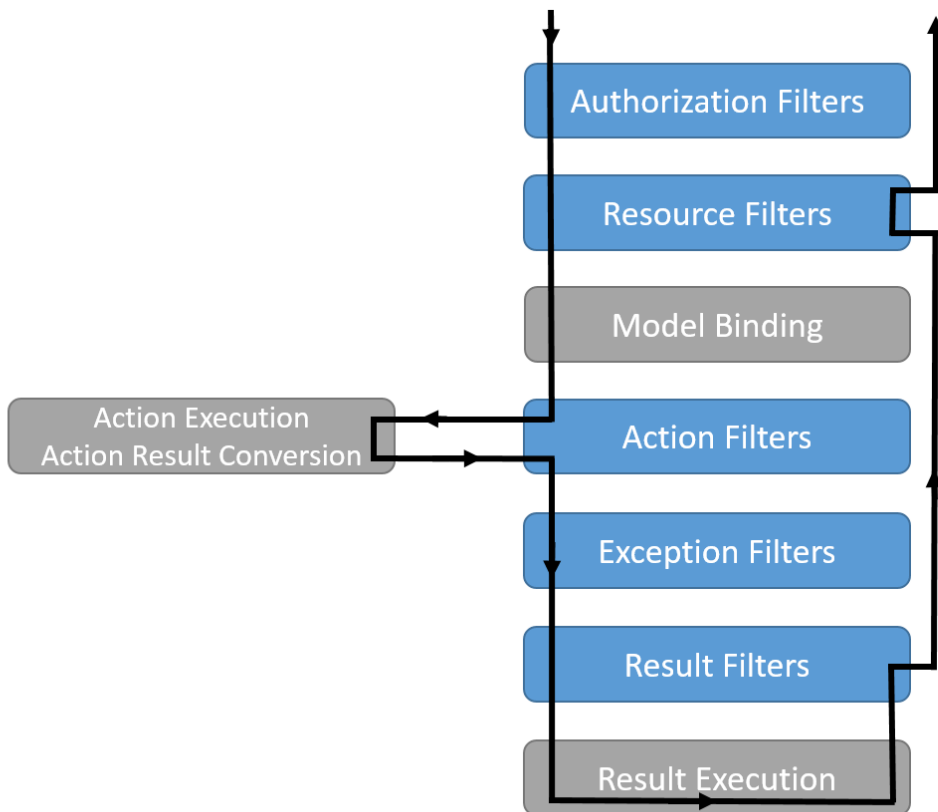 Authorization Filters
Resource Filters
Model Binding
Action Execution
Action Result Conversion
Action Filters
Exception Filters
Result Filters
Result Execution